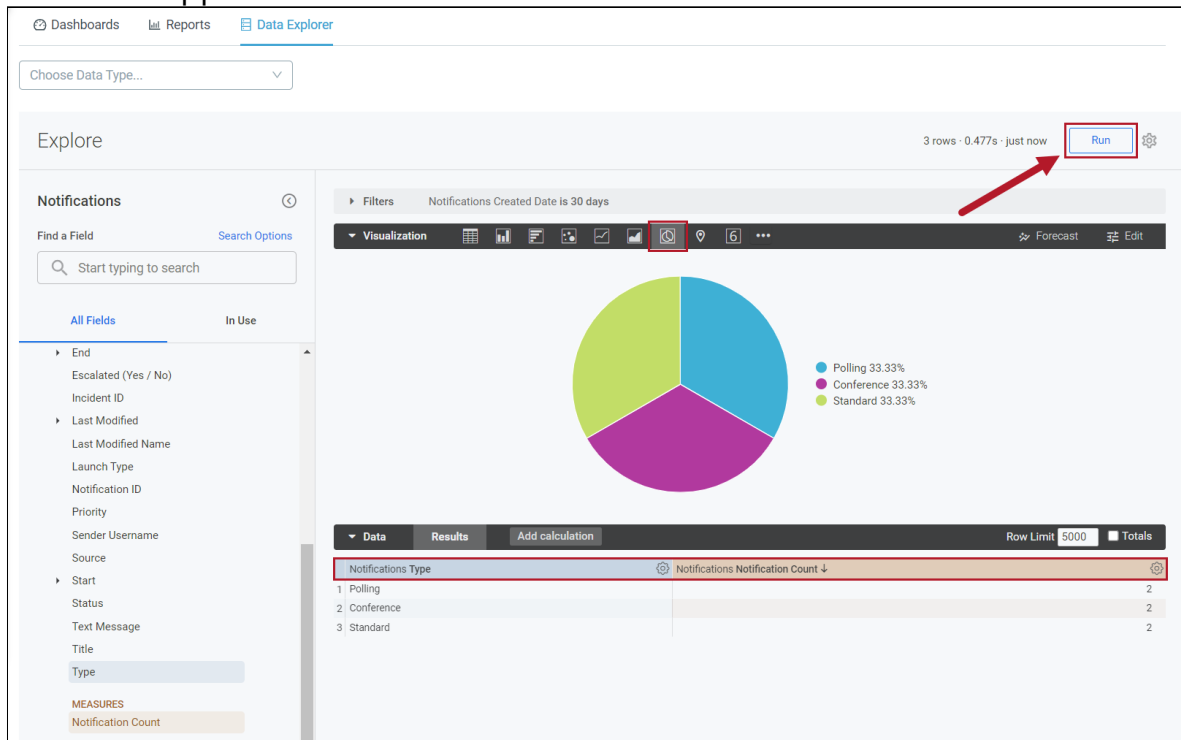 Dashboards Reports Data Explorer
Choose Data Type...
Explore
3 rows · 0.477s · just now Run
Notifications
Filters Notifications Created Date is 30 days
Find a Field Search Options
Visualization 6 ••• Forecast Edit
Start typing to search
All Fields In Use
End
Escalated (Yes / No)
Incident ID
Last Modified
Last Modified Name
Launch Type
Notification ID
Priority
Sender Username
Source
Start
Status
Text Message
Title
Type
MEASURES
Notification Count
Polling 33.33%
Conference 33.33%
Standard 33.33%
Data Results Add calculation Row Limit 5000 Totals
Notifications Type Notifications Notification Count ↓
1 Polling 2
2 Conference 2
3 Standard 2